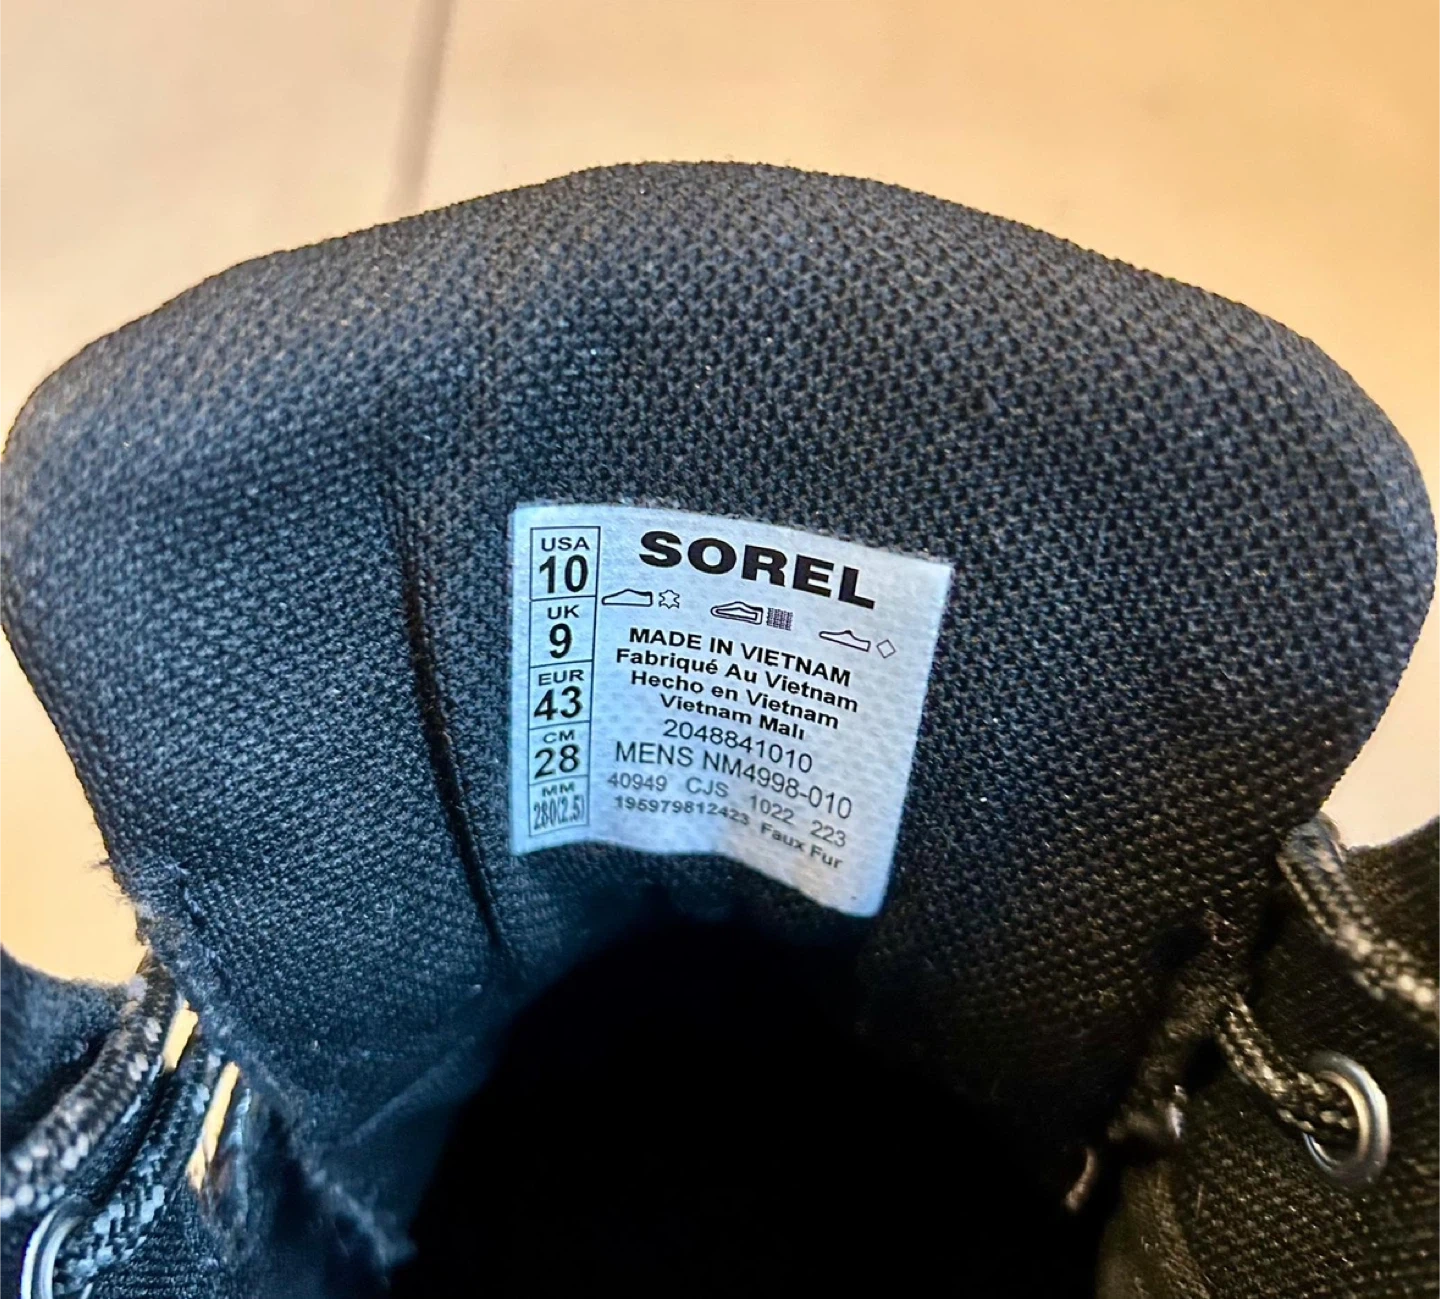 SOREL
USA
10
UK
9
EUR
43
CM
28
MM
280(2.5)
MADE IN VIETNAM
Fabriqué Au Vietnam
Hecho en Vietnam
Vietnam Malı
2048841010
MENS NM4998-010
40949 CJS 1022 223
195979812423 Faux Fur